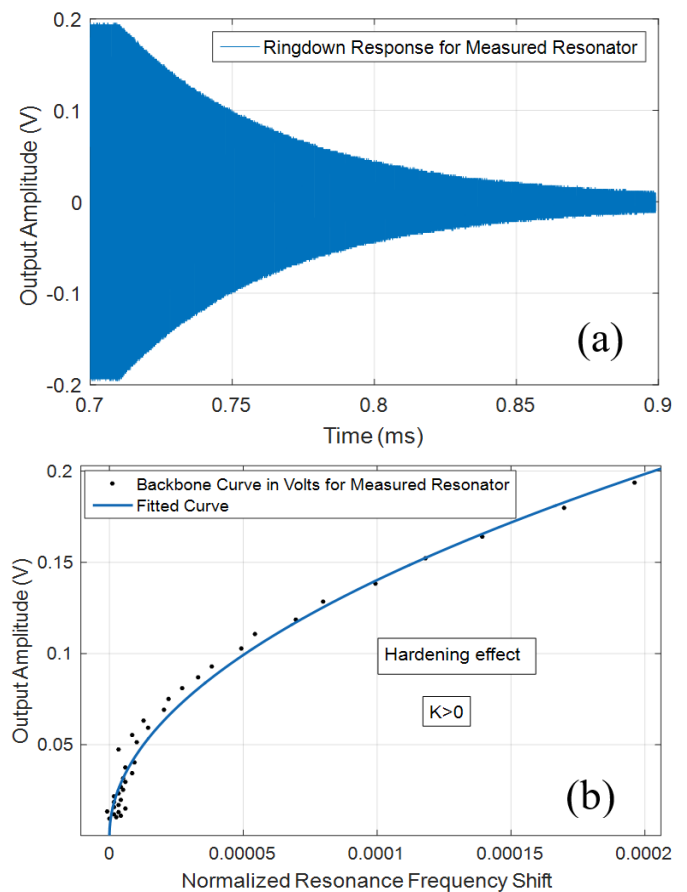 0.2
Ringdown Response for Measured Resonator
0.1
0
-0.1
-0.2
Output Amplitude (V)
(a)
0.7 0.75 0.8 0.85 0.9
Time (ms)
0.2
Backbone Curve in Volts for Measured Resonator
Fitted Curve
0.15
0.1
0.05
Output Amplitude (V)
Hardening effect
K>0
(b)
0 0.00005 0.0001 0.00015 0.0002
Normalized Resonance Frequency Shift